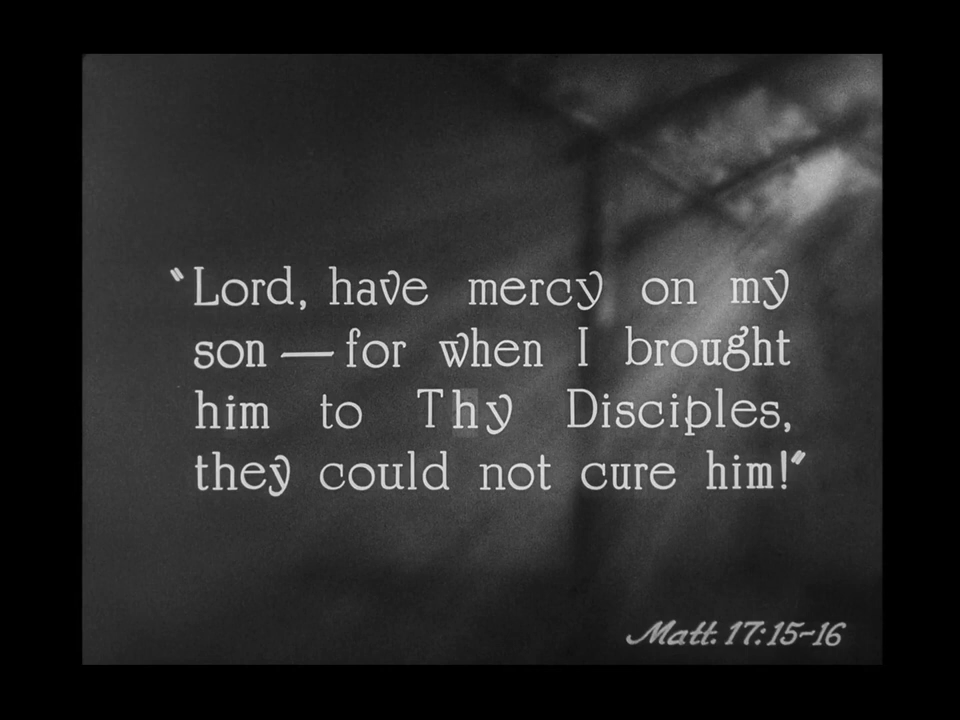 "Lord, have mercy on my
son — for when I brought
him to Thy Disciples,
they could not cure him!"
Matt. 17:15-16